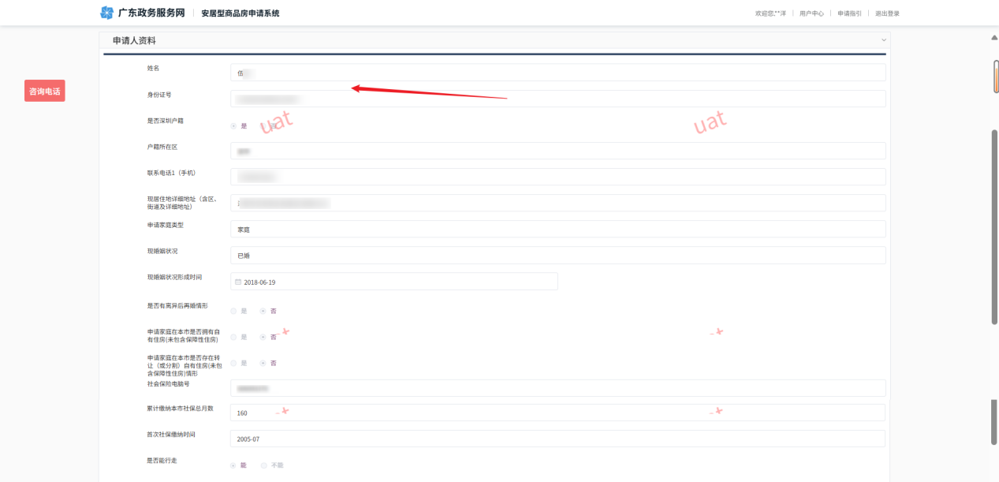 广东政务服务网 安居型商品房申请系统
欢迎您,**洋 用户中心 申请指引 退出登录
申请人资料
咨询电话
姓名 伍
身份证号
是否深圳户籍 是
uat uat
户籍所在区
联系电话1（手机）
现居住地详细地址（含区、
街道及详细地址）
申请家庭类型 家庭
现婚姻状况 已婚
现婚姻状况形成时间 2018-06-19
是否有离异后再婚情形 是 否
申请家庭在本市是否拥有自
有住房(未包含保障性住房) 是 否
申请家庭在本市是否存在转
让（或分割）自有住房(未包
含保障性住房)情形 是 否
社会保险电脑号
累计缴纳本市社保总月数 160
首次社保缴纳时间 2005-07
是否能行走 能 不能